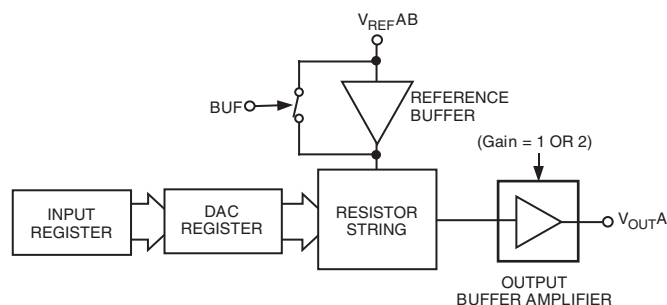 VREFAB
BUF
REFERENCE
BUFFER
(Gain = 1 OR 2)
INPUT
REGISTER
DAC
REGISTER
RESISTOR
STRING
VOUTA
OUTPUT
BUFFER AMPLIFIER